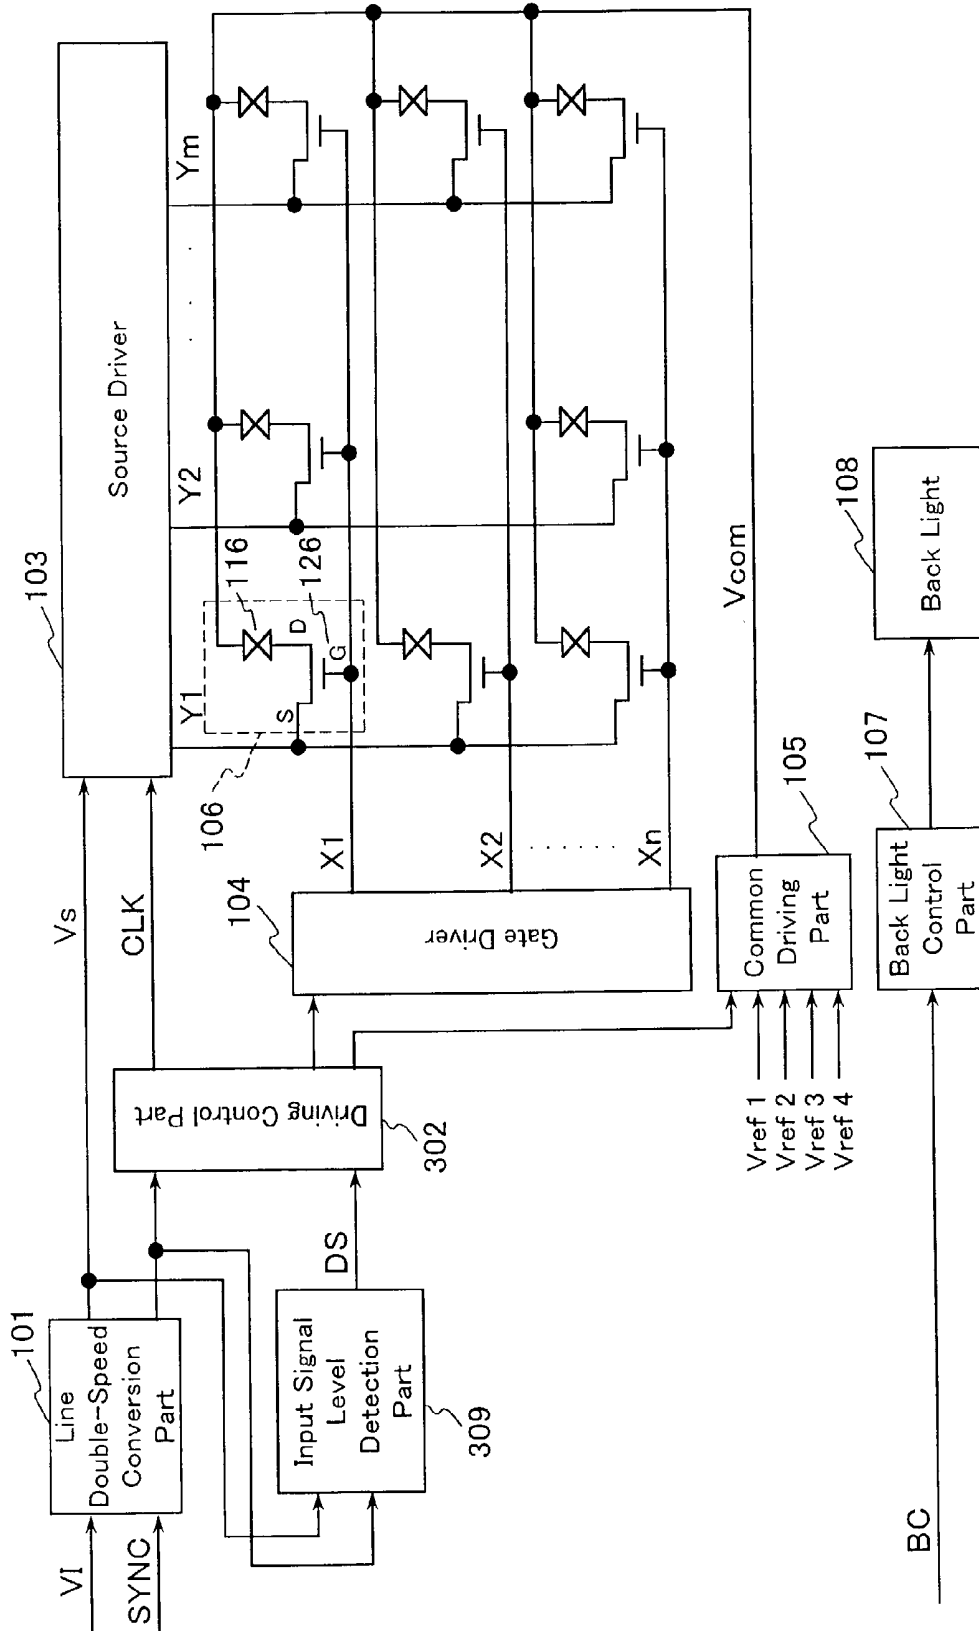 VI
SYNC
101
Line
Double-Speed
Conversion
Part
Vs
CLK
103
Source Driver
Input Signal
Level
Detection
Part
309
DS
Driving Control Part
302
104
Gate Driver
X1
X2
· · · · · ·
Xn
106
Y1
Y2
· · ·
Ym
S
D
G
116
126
Vref 1
Vref 2
Vref 3
Vref 4
Common
Driving
Part
105
Vcom
BC
Back Light
Control
Part
107
Back Light
108